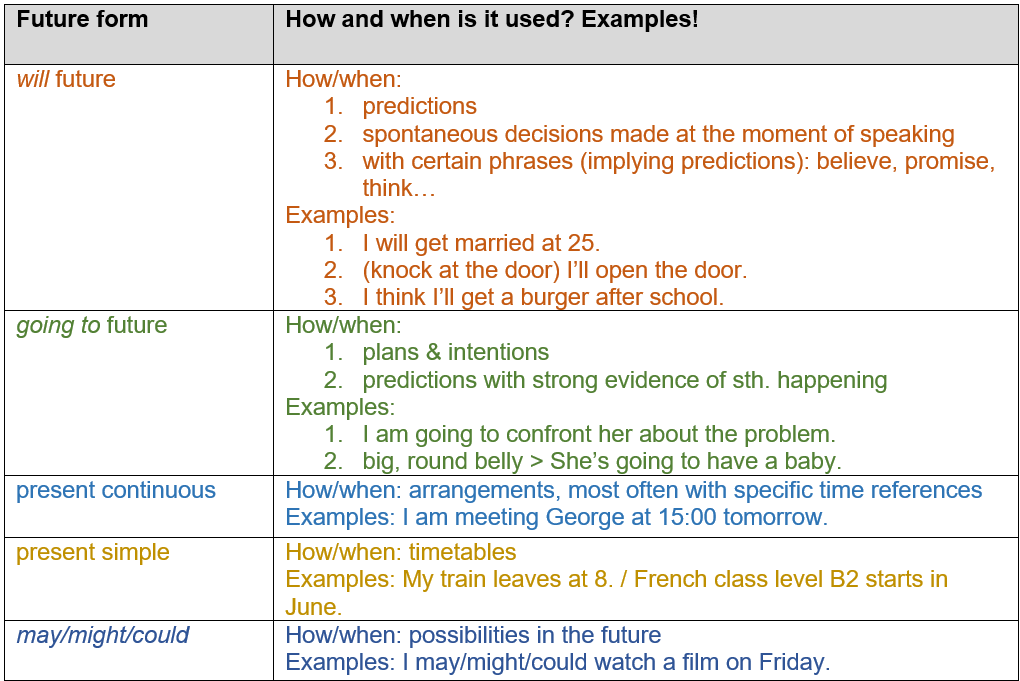 Future form
How and when is it used? Examples!
will future
How/when:
1. predictions
2. spontaneous decisions made at the moment of speaking
3. with certain phrases (implying predictions): believe, promise,
think…
Examples:
1. I will get married at 25.
2. (knock at the door) I’ll open the door.
3. I think I’ll get a burger after school.
going to future
How/when:
1. plans & intentions
2. predictions with strong evidence of sth. happening
Examples:
1. I am going to confront her about the problem.
2. big, round belly > She’s going to have a baby.
present continuous
How/when: arrangements, most often with specific time references
Examples: I am meeting George at 15:00 tomorrow.
present simple
How/when: timetables
Examples: My train leaves at 8. / French class level B2 starts in
June.
may/might/could
How/when: possibilities in the future
Examples: I may/might/could watch a film on Friday.